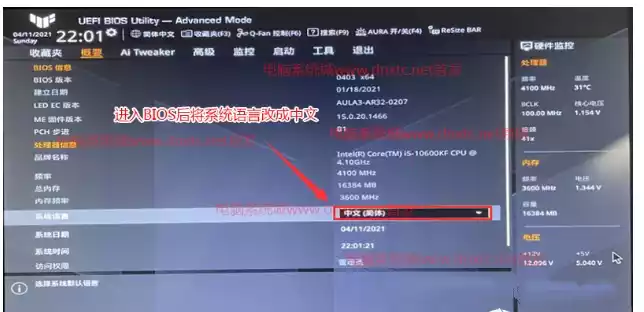 UEFI BIOS Utility — Advanced Mode
04/11/2021
Sunday
22:01
简体中文
收藏夹(F3)
Q-Fan 控制(F6)
搜索(F9)
AURA 开/关(F4)
ReSize BAR
收藏夹 概要 Ai Tweaker 高级 监控 启动 工具 退出
硬件监控
BIOS 信息
BIOS 版本 0403 x64
建立日期 01/18/2021
LED EC 版本 AULA3-AR32-0207
ME 固件版本 15.0.20.1466
PCH 步进 B1
处理器信息
品牌名称 Intel(R) Core(TM) i5-10600KF CPU @ 4.10GHz
频率 4100 MHz
总内存 16384 MB
内存频率 3600 MHz
系统语言 中文 (简体)
系统日期 04/11/2021
系统时间 22:01:21
访问权限 管理员
选择系统默认语言
进入BIOS后将系统语言改成中文
处理器
频率 温度
4100 MHz 31°C
BCLK 核心电压
100.00 MHz 1.154 V
倍频
41x
内存
频率 电压
3600 MHz 1.344 V
容量
16384 MB
电压
+12V +5V
12.096 V 5.040 V
电脑系统城www.dnxtc.net首发